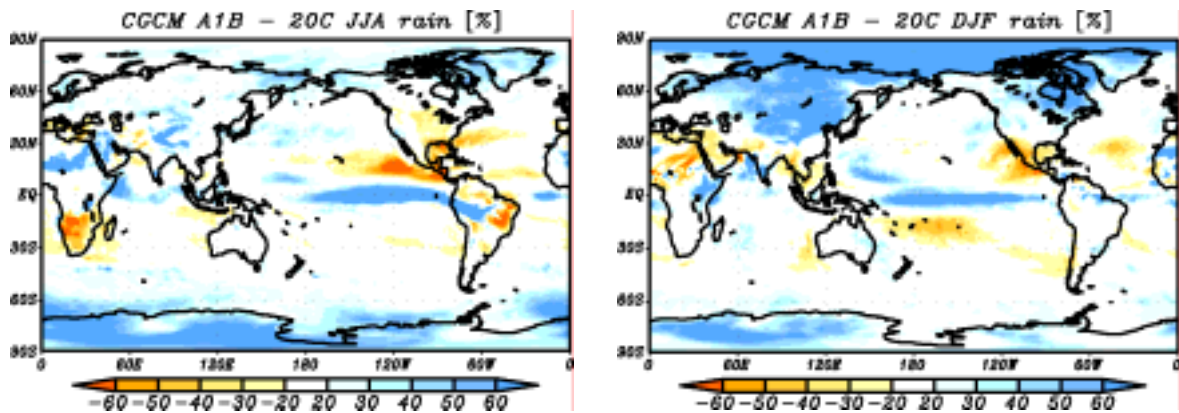 CGCM A1B - 20C JJA rain [%]
90N
60N
30N
EQ
30S
60S
90S
0 60E 120E 180 120W 60W 0
-60 -50 -40 -30 -20 20 30 40 50 60
CGCM A1B - 20C DJF rain [%]
90N
60N
30N
EQ
30S
60S
90S
0 60E 120E 180 120W 60W 0
-60 -50 -40 -30 -20 20 30 40 50 60